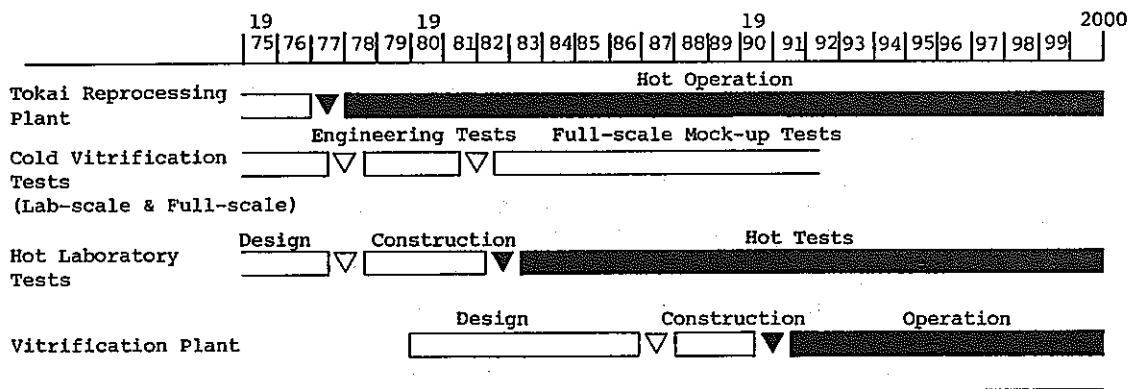 19 19 19 2000
75 76 77 78 79 80 81 82 83 84 85 86 87 88 89 90 91 92 93 94 95 96 97 98 99
Hot Operation
Tokai Reprocessing
Plant
Engineering Tests Full-scale Mock-up Tests
Cold Vitrification
Tests
(Lab-scale & Full-scale)
Design Construction Hot Tests
Hot Laboratory
Tests
Design Construction Operation
Vitrification Plant